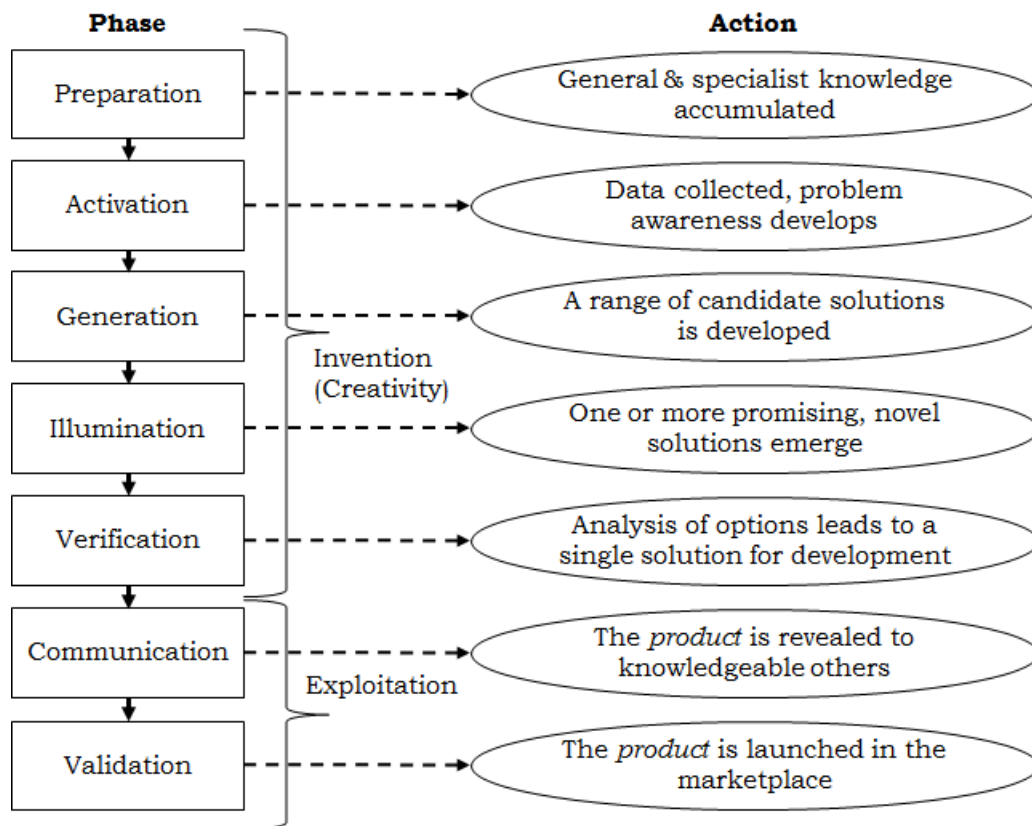 Phase
Action
Preparation
General & specialist knowledge
accumulated
Activation
Data collected, problem
awareness develops
Generation
A range of candidate solutions
is developed
Invention
(Creativity)
Illumination
One or more promising, novel
solutions emerge
Verification
Analysis of options leads to a
single solution for development
Communication
The product is revealed to
knowledgeable others
Exploitation
Validation
The product is launched in the
marketplace